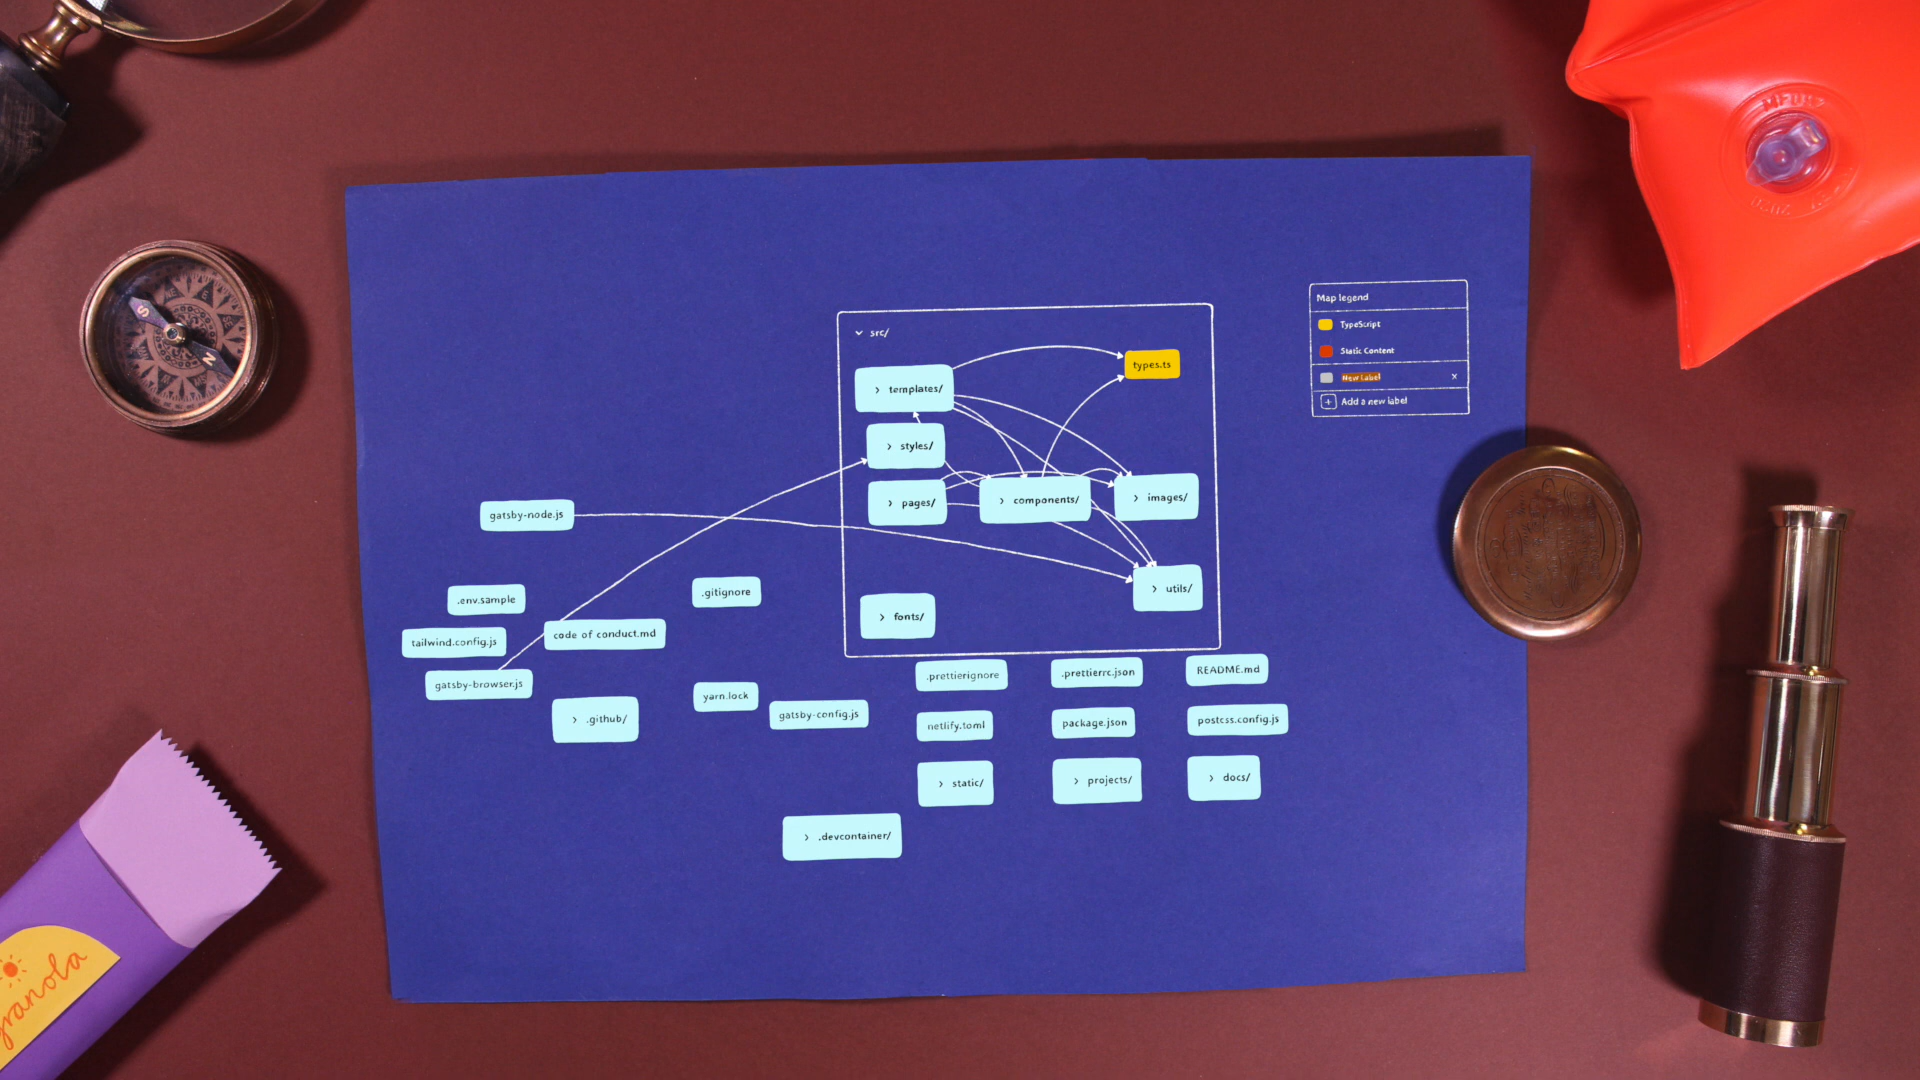 src/
templates/
types.ts
styles/
pages/
components/
images/
utils/
fonts/
Map legend
TypeScript
Static Content
New Label
×
+ Add a new label
gatsby-node.js
.env.sample
.gitignore
tailwind.config.js
code of conduct.md
gatsby-browser.js
.github/
yarn.lock
gatsby-config.js
.prettierignore
.prettierrc.json
README.md
netlify.toml
package.json
postcss.config.js
static/
projects/
docs/
.devcontainer/
S
N
granola